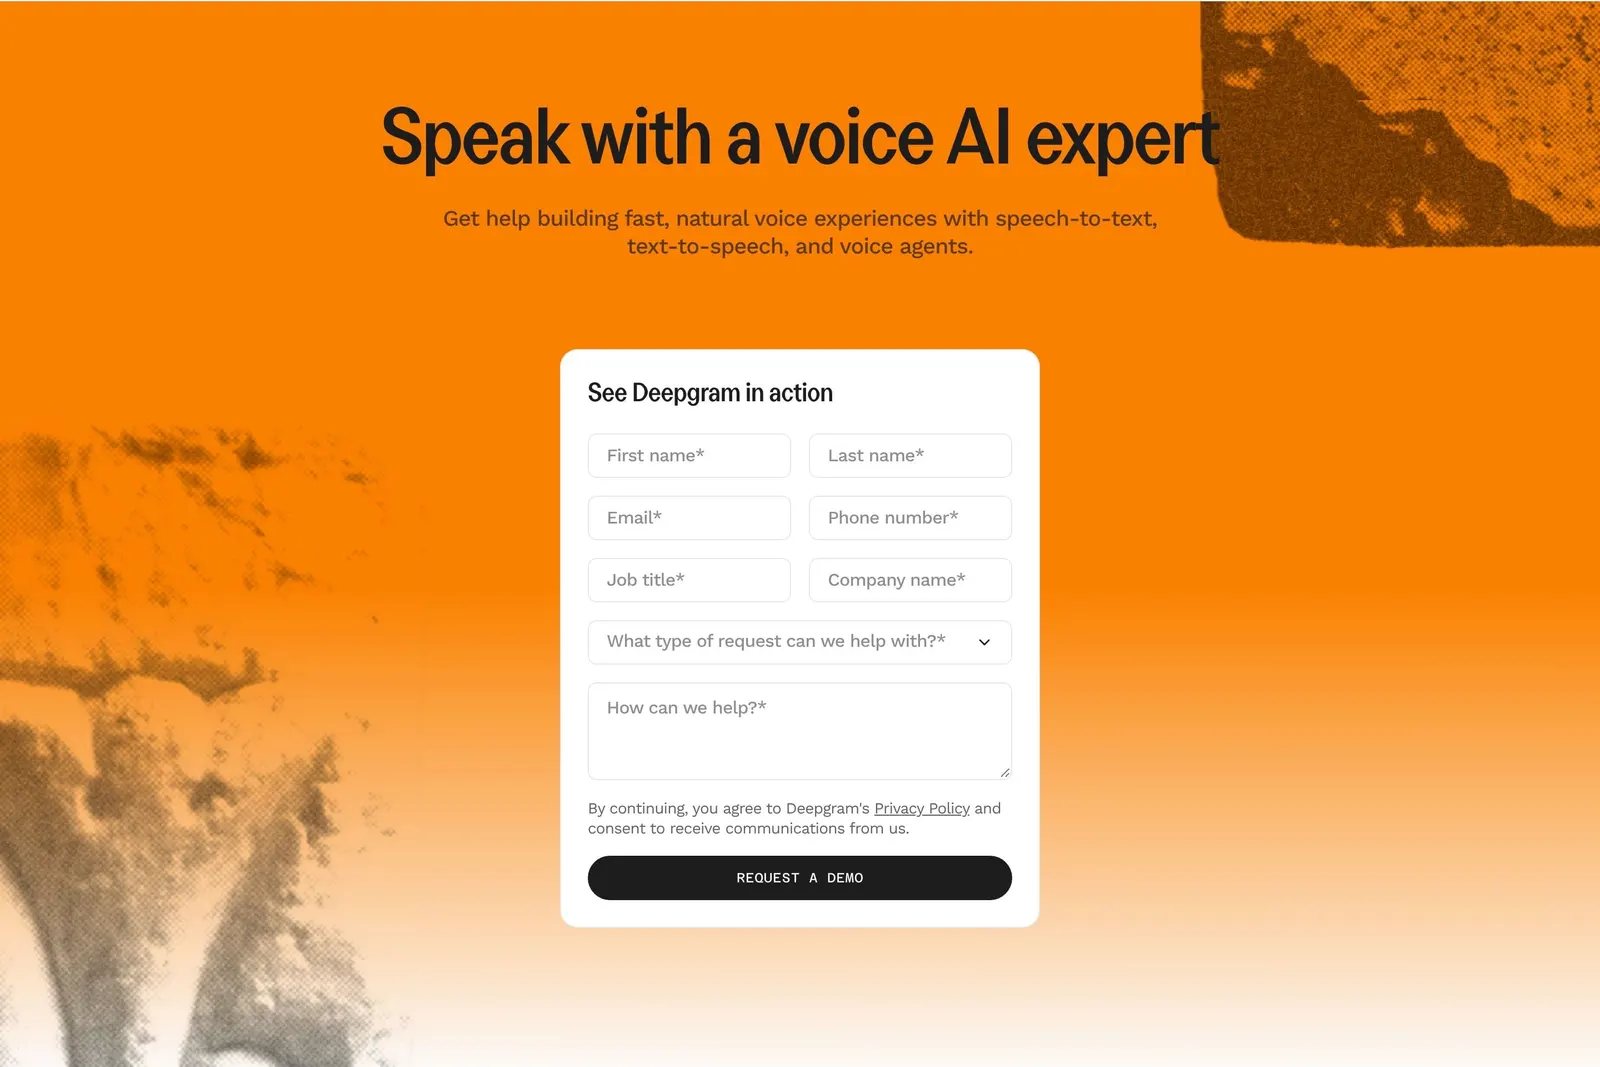 Speak with a voice AI expert
Get help building fast, natural voice experiences with speech-to-text,
text-to-speech, and voice agents.
See Deepgram in action
First name*
Last name*
Email*
Phone number*
Job title*
Company name*
What type of request can we help with?*
How can we help?*
By continuing, you agree to Deepgram's Privacy Policy and
consent to receive communications from us.
REQUEST A DEMO